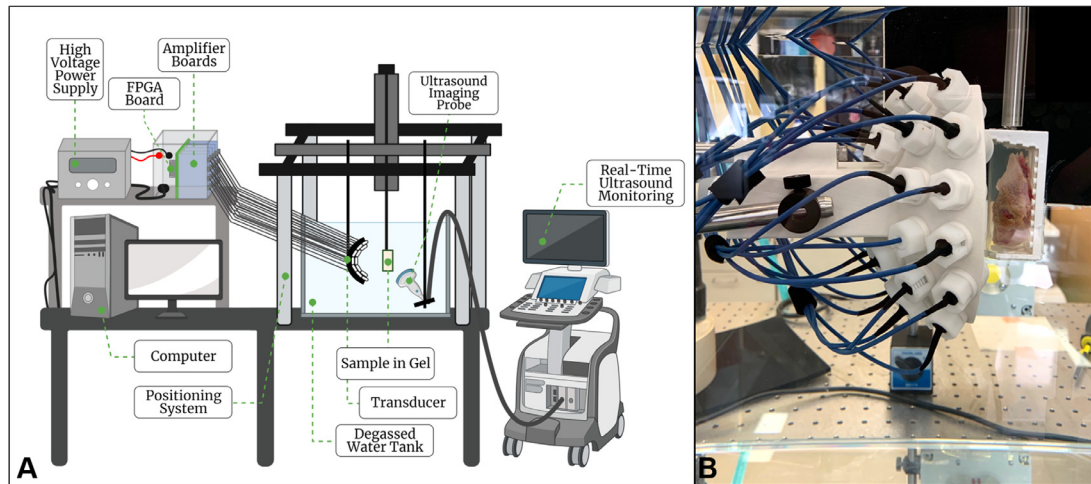 High
Voltage
Power
Supply
FPGA
Board
Amplifier
Boards
Ultrasound
Imaging
Probe
Real-Time
Ultrasound
Monitoring
Computer
Positioning
System
Sample in Gel
Transducer
Degassed
Water Tank
A
B